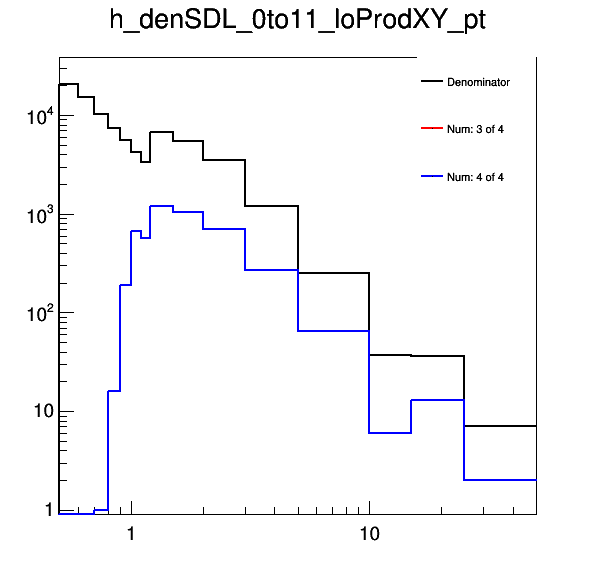 h_denSDL_0to11_loProdXY_pt
Denominator
Num: 3 of 4
Num: 4 of 4
10^4
10^3
10^2
10
1
1 10